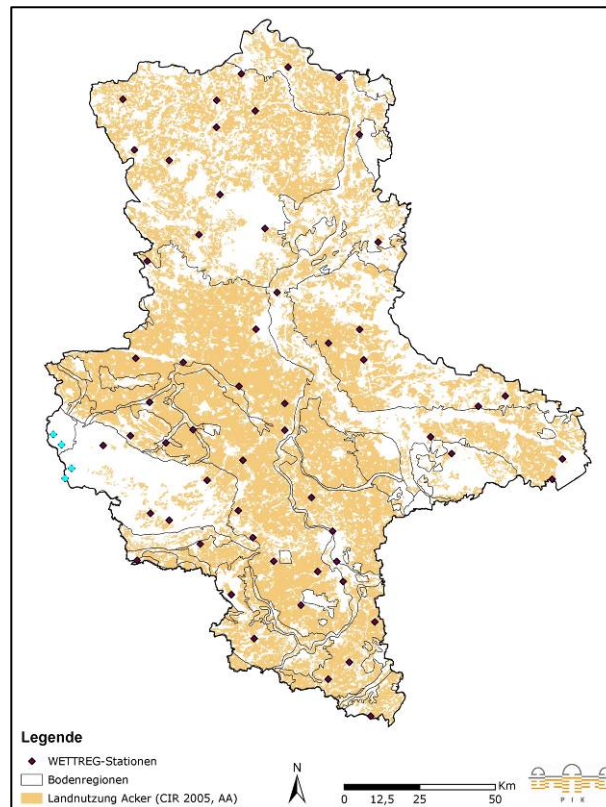 Legende
WETTREG-Stationen
Bodenregionen
Landnutzung Acker (CIR 2005, AA)
N
Km
0 12,5 25 50
P I K